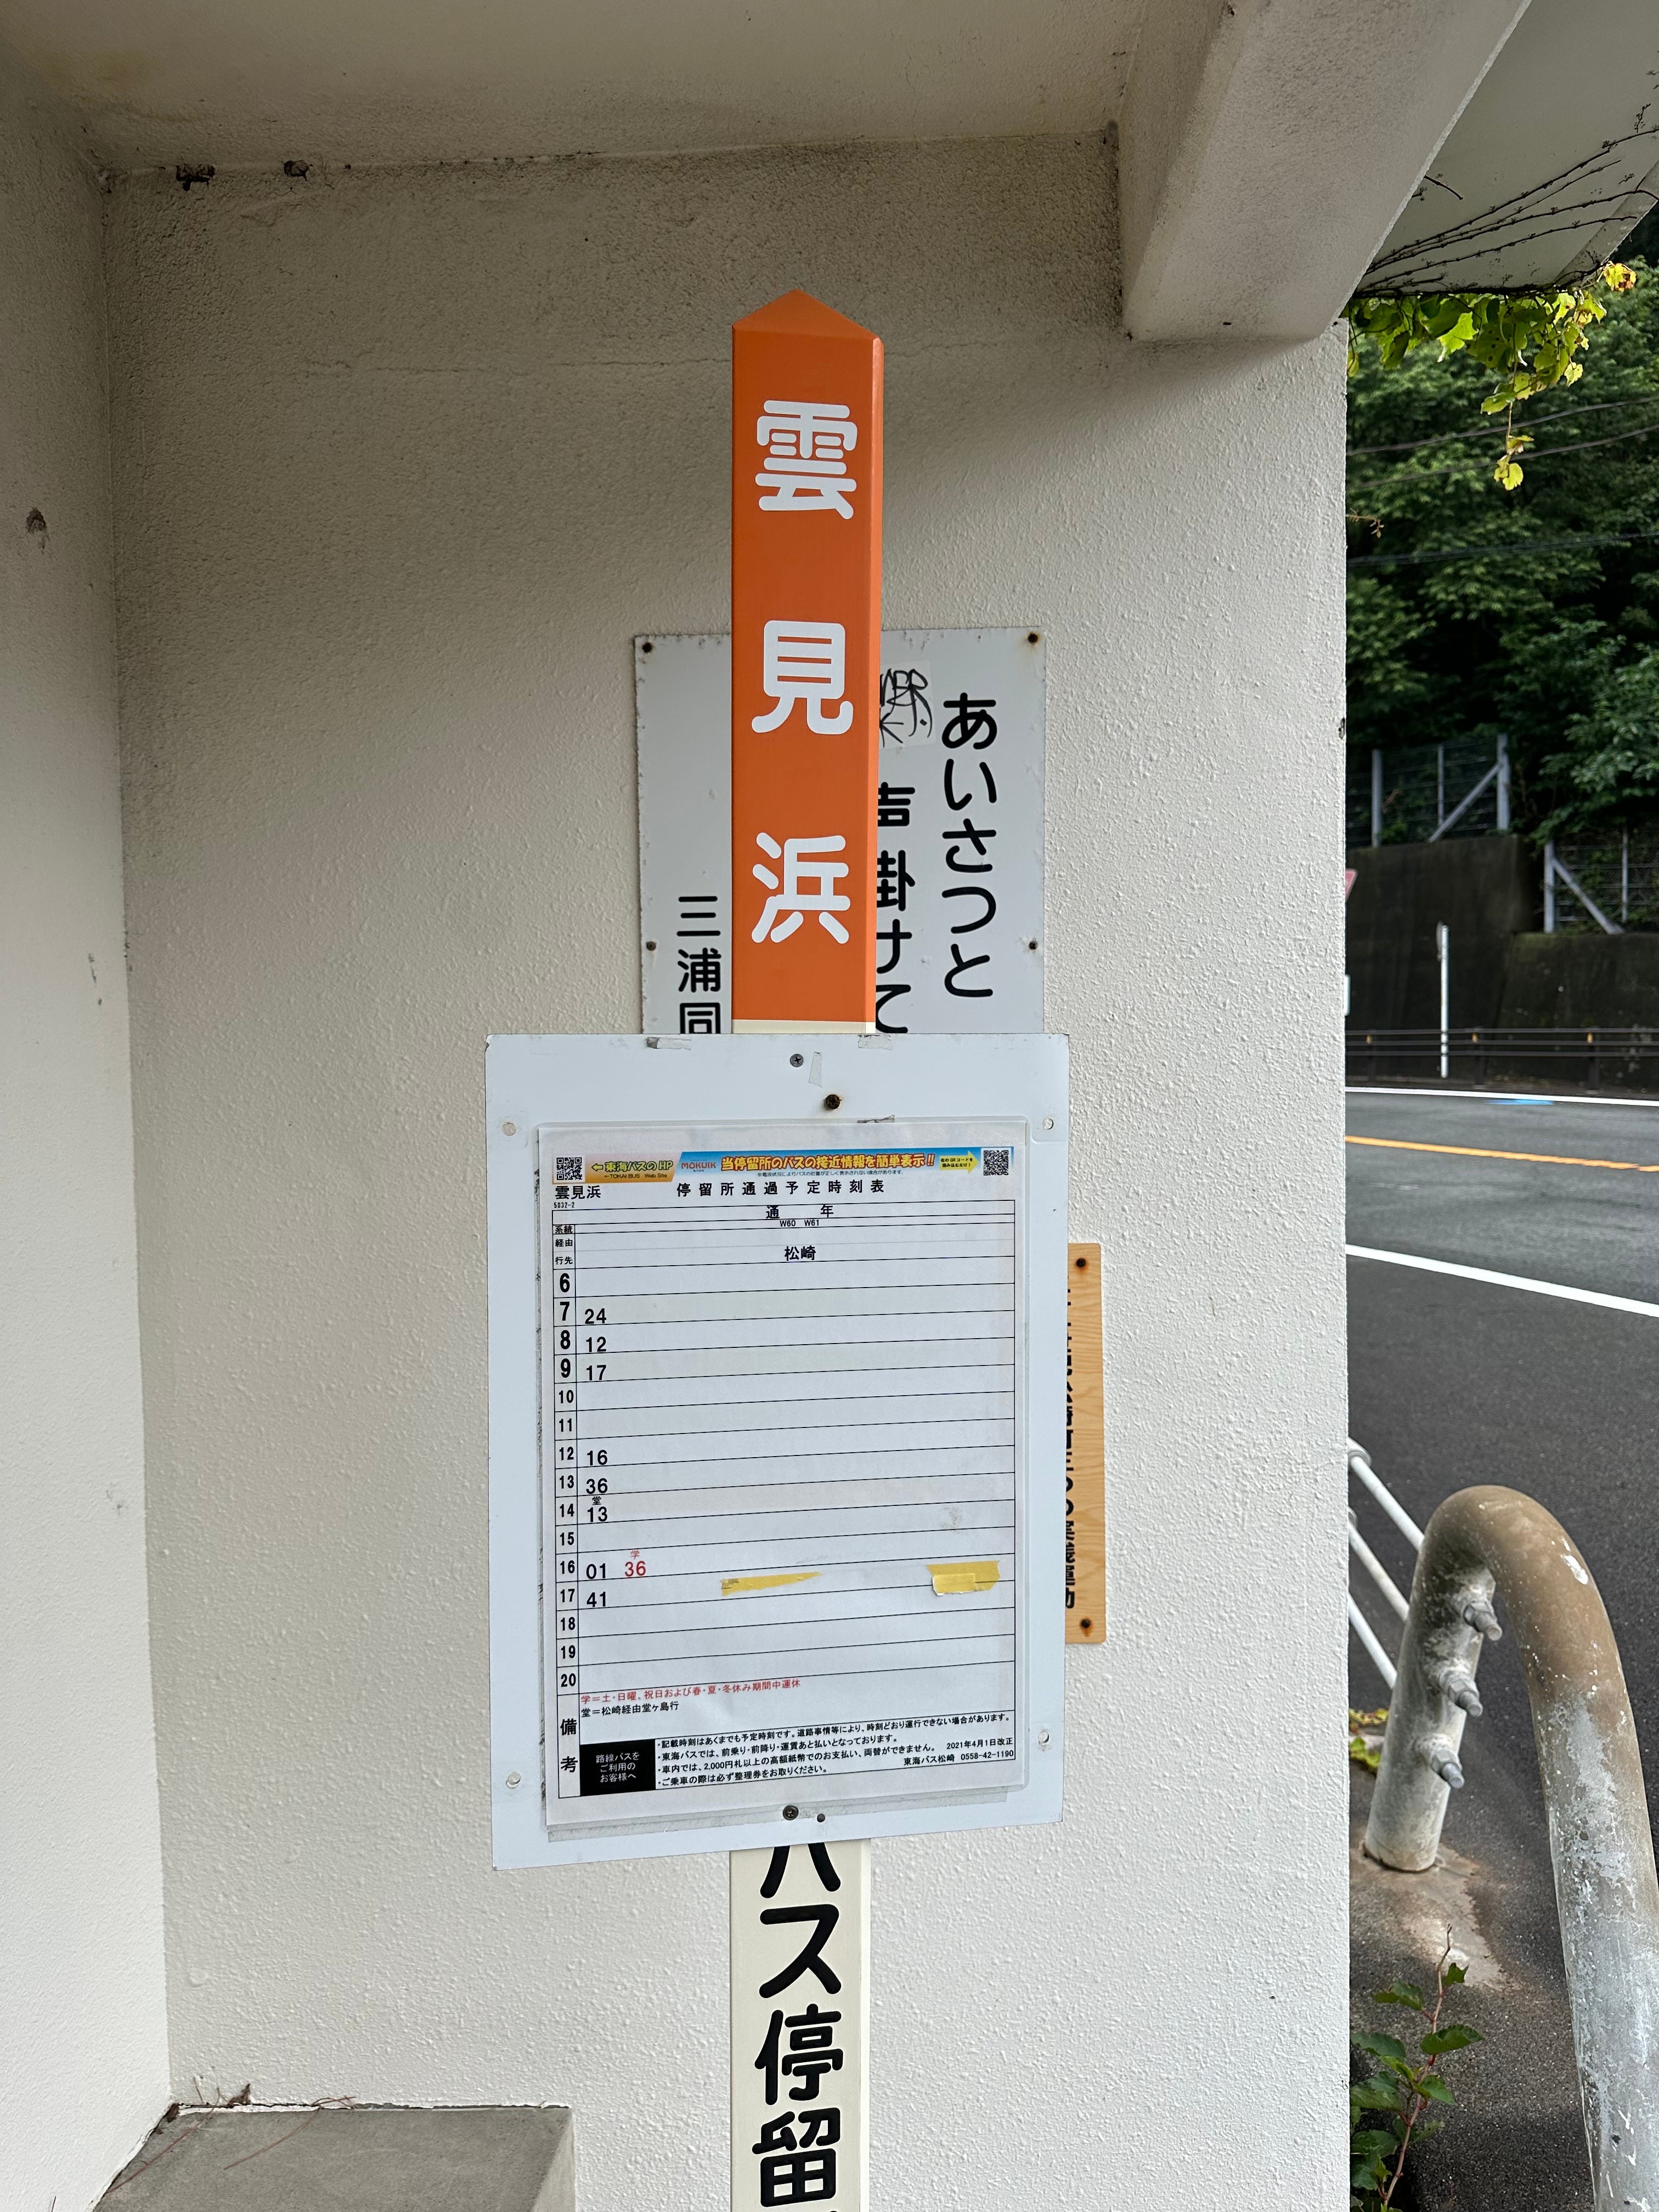 雲見浜
あいさつと
声掛けて
三浦同
←東海バスのHP
←TOKAI BUS Web Site
MOKUIK
当停留所のバスの接近情報を簡単表示!!
雲見浜
5032-2
停留所通過予定時刻表
通年
系統 W60 W61
経由
行先 松崎
6
7 24
8 12
9 17
10
11
12 16
13 36
14 堂13
15
16 01 学36
17 41
18
19
20
備考
学=土・日曜、祝日および春・夏・冬休み期間中運休
堂=松崎経由堂ヶ島行
路線バスを
ご利用の
お客様へ
・記載時刻はあくまでも予定時刻です。道路事情等により、時刻どおり運行できない場合があります。
・東海バスでは、前乗り・前降り・運賃あと払いとなっております。
・車内では、2,000円札以上の高額紙幣でのお支払い、両替ができません。
・ご乗車の際は必ず整理券をお取りください。
2021年4月1日改正
東海バス松崎 0558-42-1190
バス停留